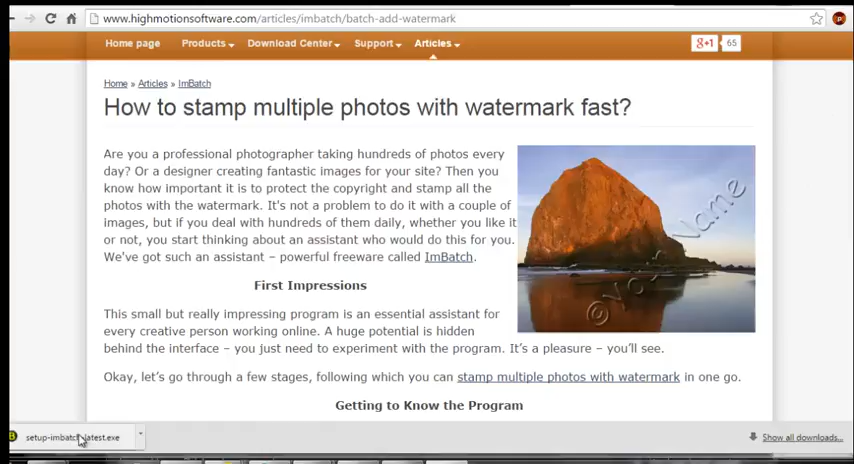 www.highmotionsoftware.com/articles/imbatch/batch-add-watermark
Home page Products Download Center Support Articles
g+1 65
Home » Articles » ImBatch
How to stamp multiple photos with watermark fast?
Are you a professional photographer taking hundreds of photos every
day? Or a designer creating fantastic images for your site? Then you
know how important it is to protect the copyright and stamp all the
photos with the watermark. It's not a problem to do it with a couple of
images, but if you deal with hundreds of them daily, whether you like it
or not, you start thinking about an assistant who would do this for you.
We've got such an assistant – powerful freeware called ImBatch.
©Your Name
First Impressions
This small but really impressing program is an essential assistant for
every creative person working online. A huge potential is hidden
behind the interface – you just need to experiment with the program. It's a pleasure – you'll see.
Okay, let's go through a few stages, following which you can stamp multiple photos with watermark in one go.
Getting to Know the Program
setup-imbatch-latest.exe
Show all downloads...